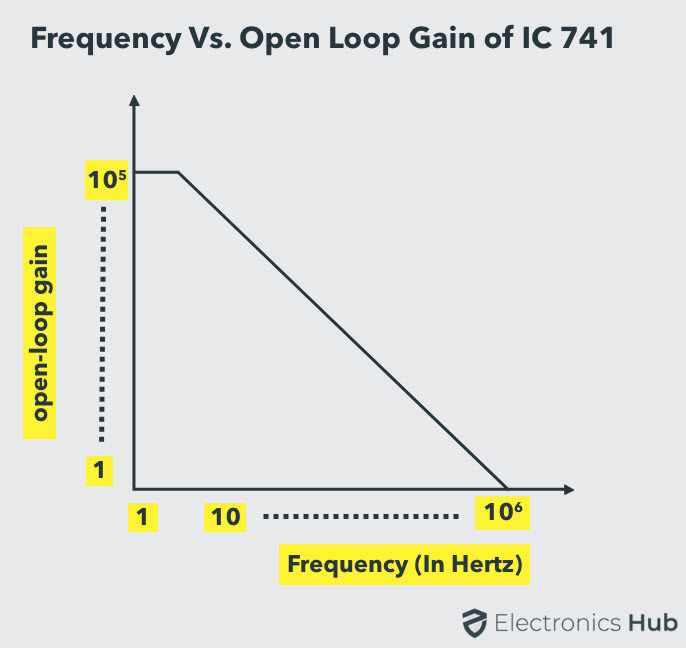 Frequency Vs. Open Loop Gain of IC 741
10⁵
open-loop gain
1
1 10 10⁶
Frequency (In Hertz)
Electronics Hub